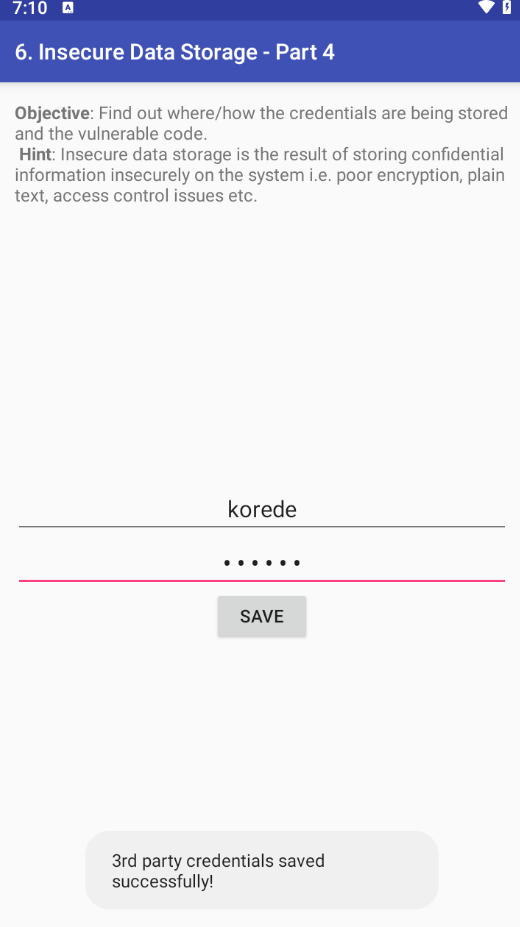 7:10
6. Insecure Data Storage - Part 4
Objective: Find out where/how the credentials are being stored
and the vulnerable code.
Hint: Insecure data storage is the result of storing confidential
information insecurely on the system i.e. poor encryption, plain
text, access control issues etc.
korede
••••••
SAVE
3rd party credentials saved
successfully!